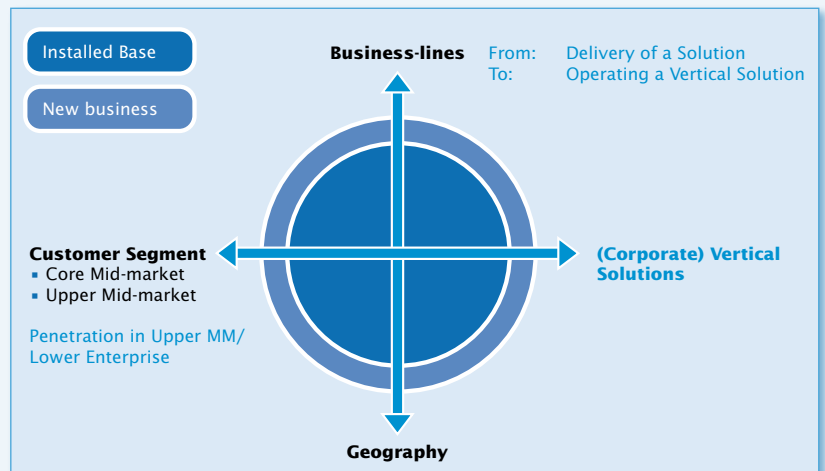 Installed Base
New business
Business-lines
From: Delivery of a Solution
To: Operating a Vertical Solution
Customer Segment
▪ Core Mid-market
▪ Upper Mid-market
Penetration in Upper MM/
Lower Enterprise
(Corporate) Vertical
Solutions
Geography